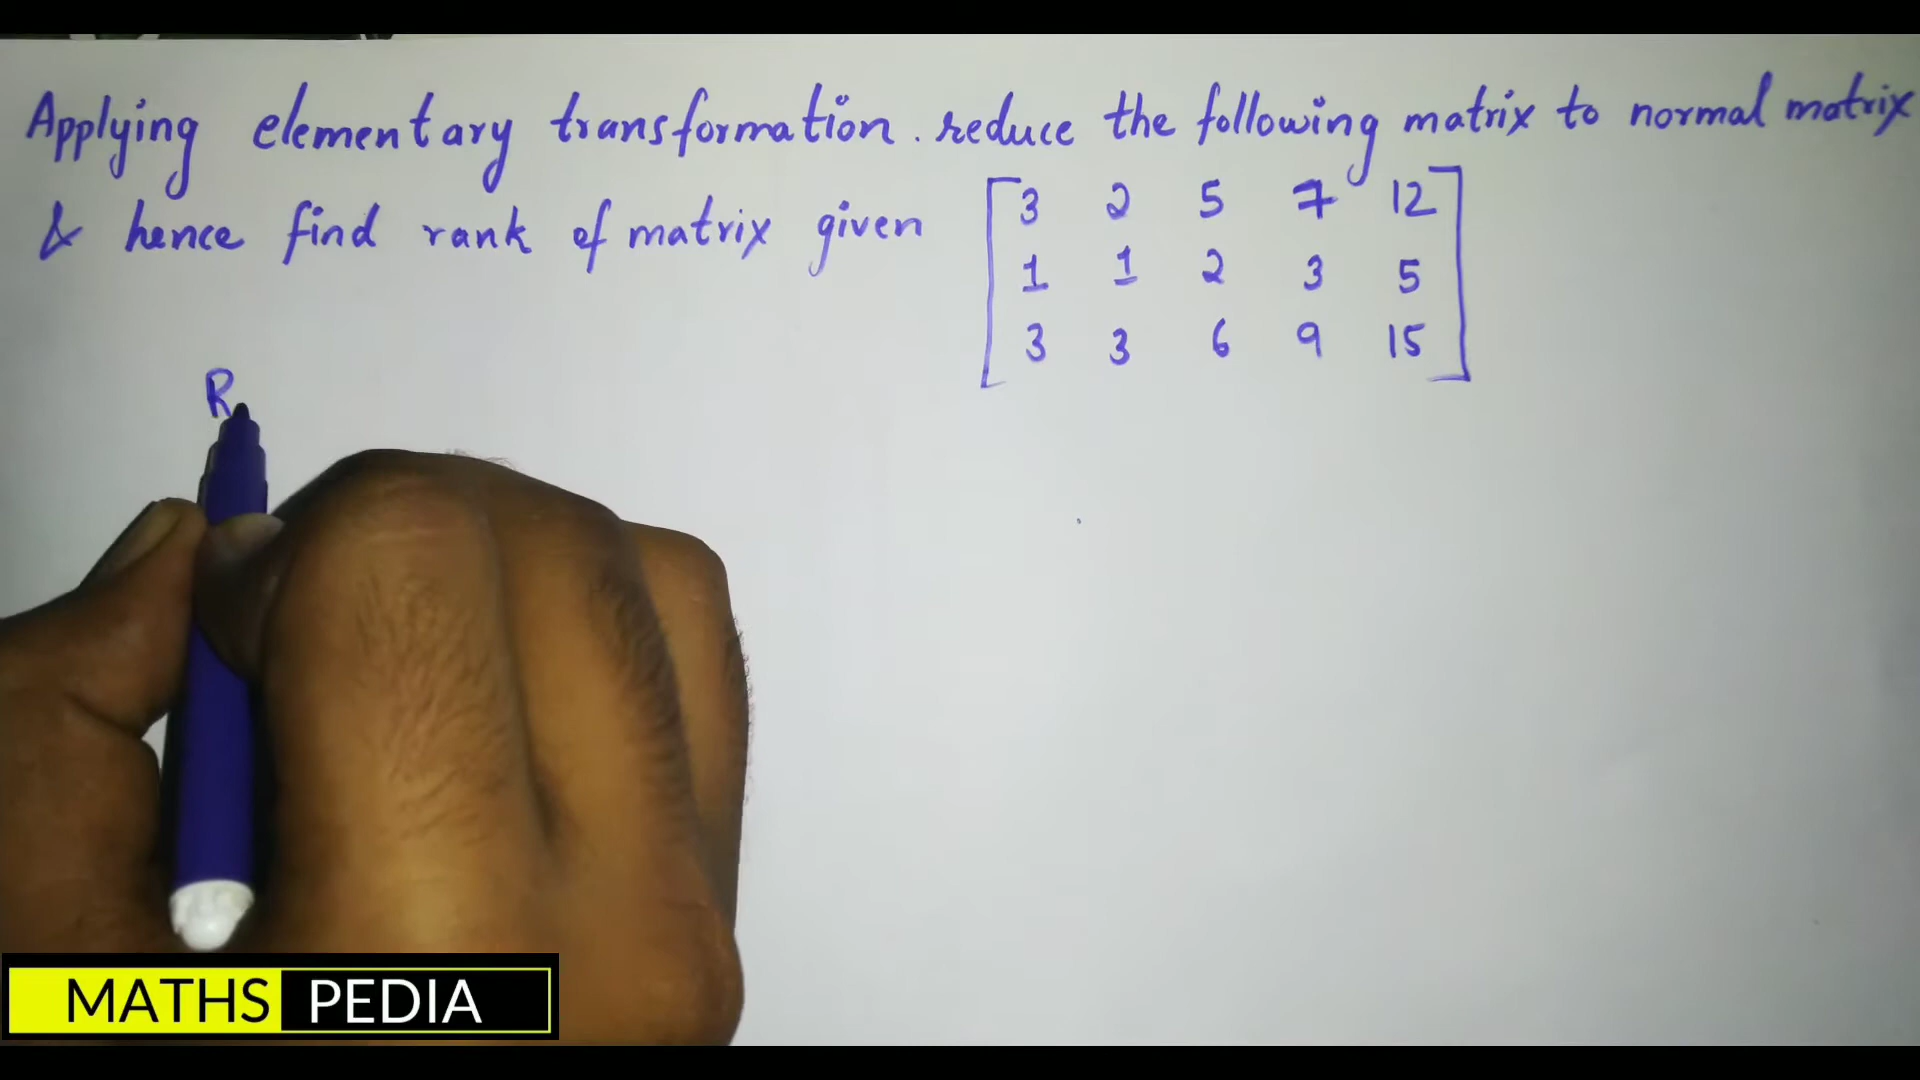 Applying elementary transformation. reduce the following matrix to normal matrix
& hence find rank of matrix given
3 2 5 7 12
1 1 2 3 5
3 3 6 9 15
R
MATHS PEDIA